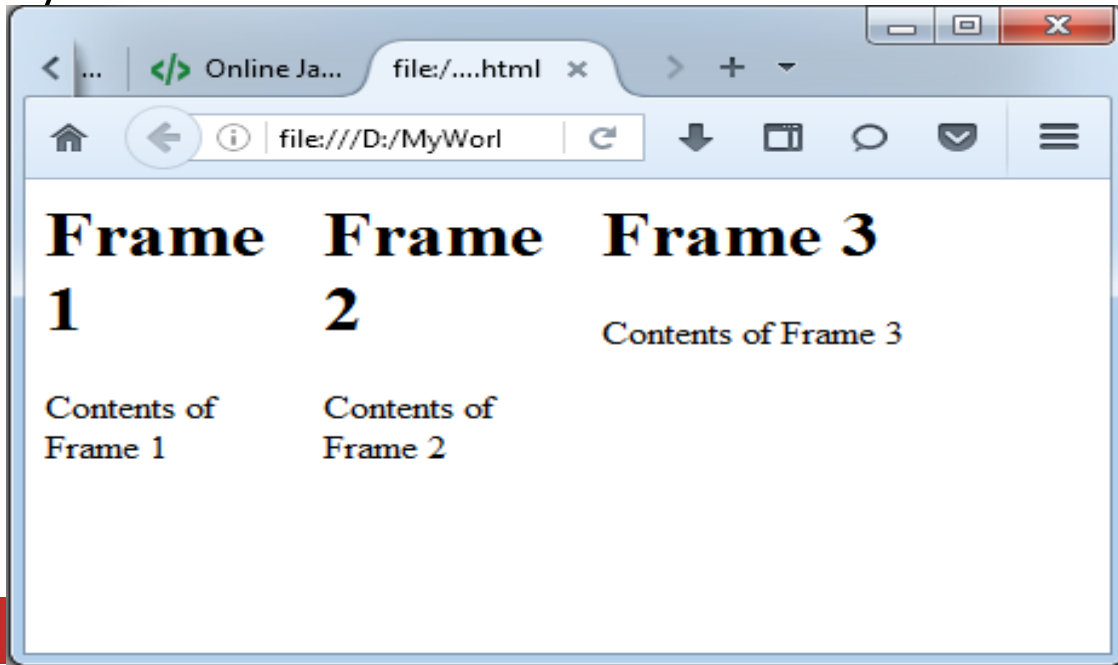 ... </> Online Ja... file:/....html
file:///D:/MyWorl
Frame
1
Contents of
Frame 1
Frame
2
Contents of
Frame 2
Frame 3
Contents of Frame 3